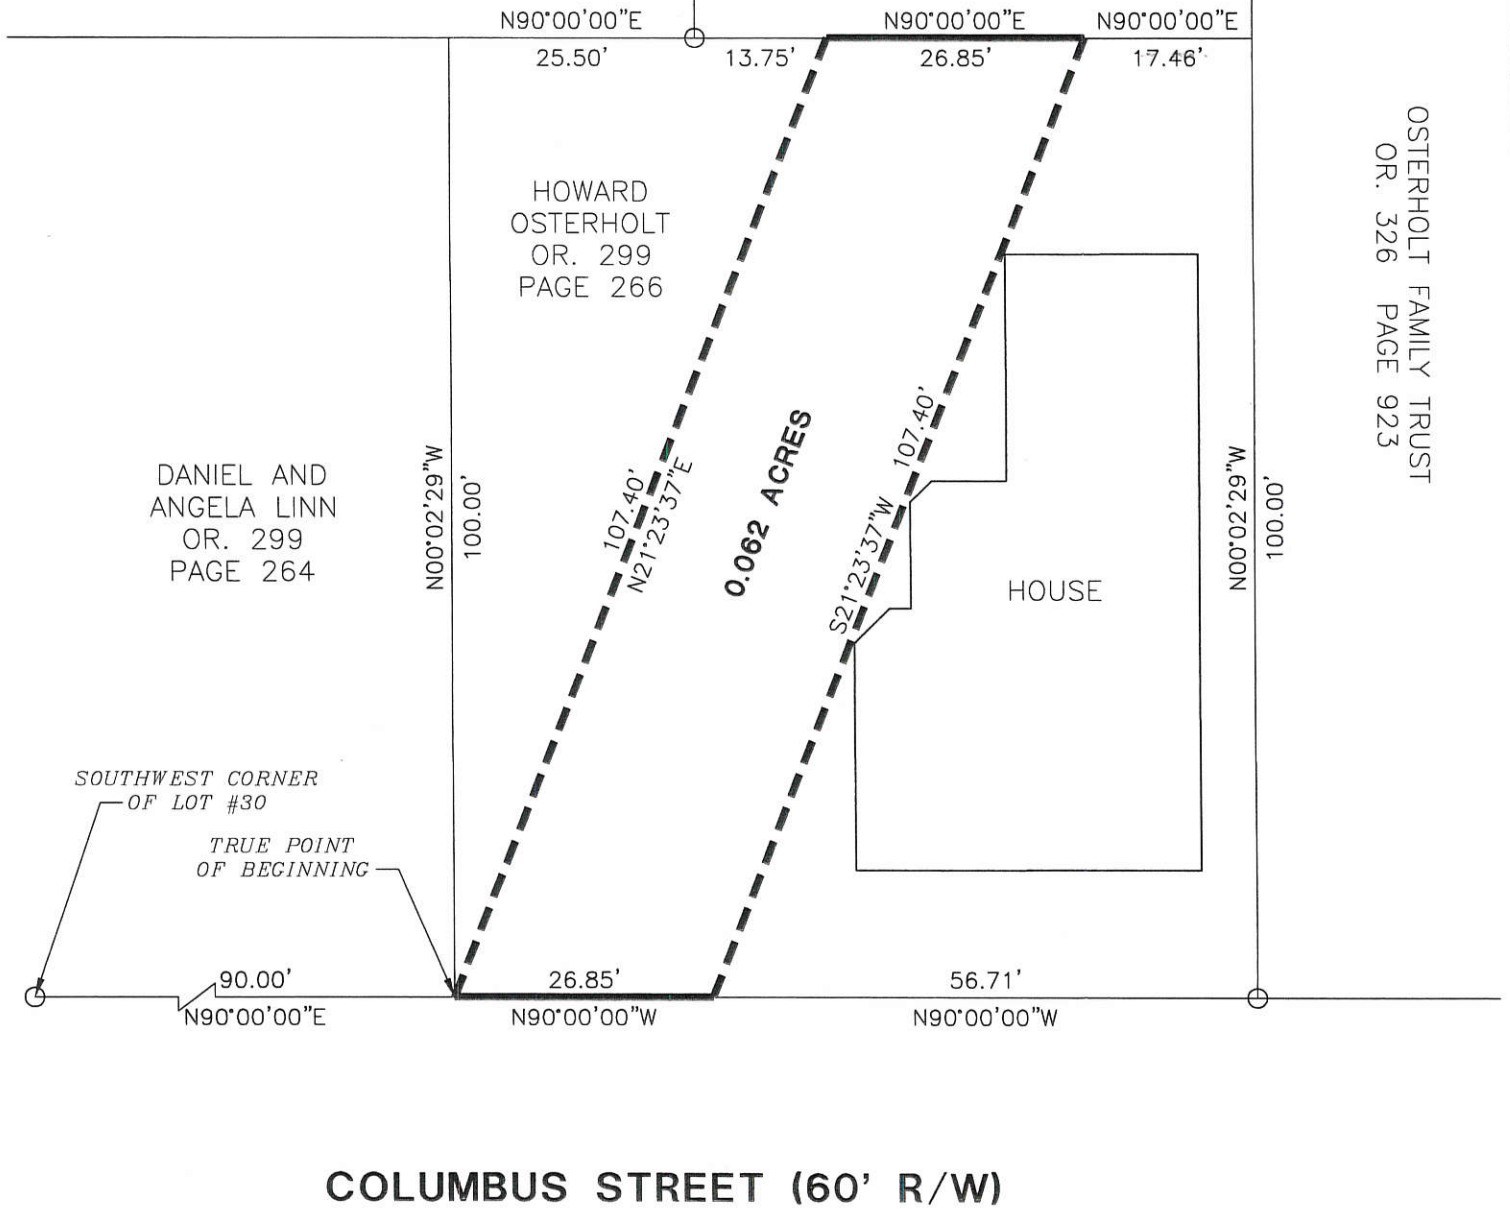 N90°00'00"E
N90°00'00"E
N90°00'00"E
25.50'
13.75'
26.85'
17.46'
HOWARD
OSTERHOLT
OR. 299
PAGE 266
OSTERHOLT FAMILY TRUST
OR. 326 PAGE 923
DANIEL AND
ANGELA LINN
OR. 299
PAGE 264
N00°02'29"W
100.00'
107.40'
N21°23'37"E
0.062 ACRES
107.40'
S21°23'37"W
HOUSE
N00°02'29"W
100.00'
SOUTHWEST CORNER
OF LOT #30
TRUE POINT
OF BEGINNING
90.00'
26.85'
56.71'
N90°00'00"E
N90°00'00"W
N90°00'00"W
COLUMBUS STREET (60' R/W)